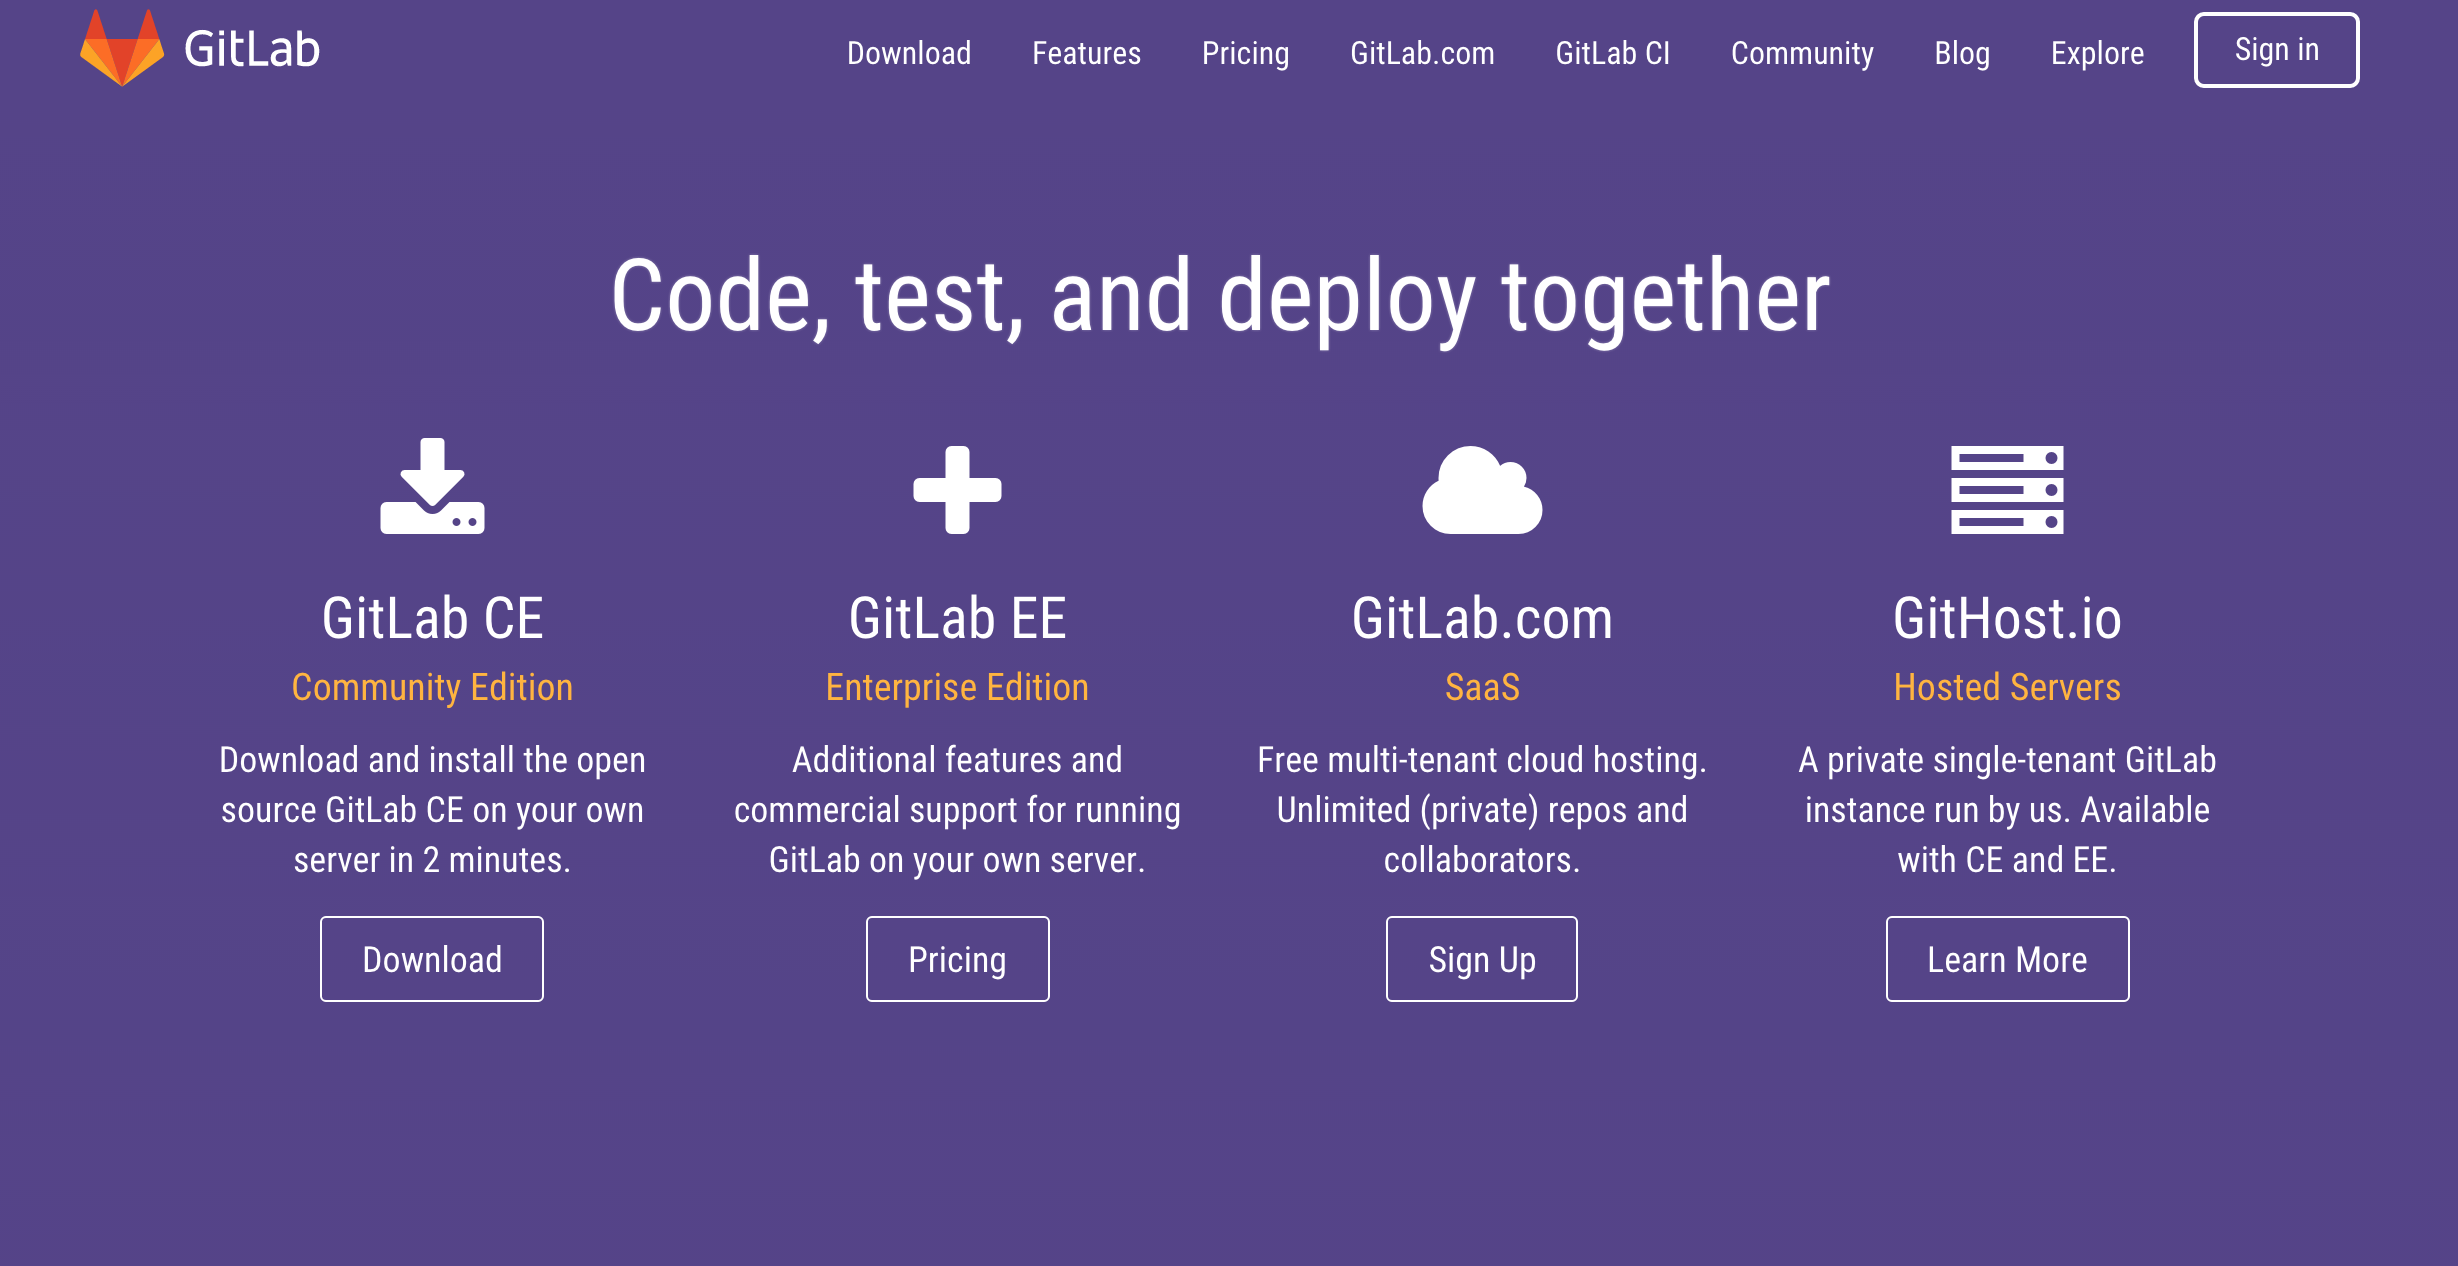 GitLab
Download Features Pricing GitLab.com GitLab CI Community Blog Explore Sign in
Code, test, and deploy together
GitLab CE
Community Edition
Download and install the open
source GitLab CE on your own
server in 2 minutes.
Download
GitLab EE
Enterprise Edition
Additional features and
commercial support for running
GitLab on your own server.
Pricing
GitLab.com
SaaS
Free multi-tenant cloud hosting.
Unlimited (private) repos and
collaborators.
Sign Up
GitHost.io
Hosted Servers
A private single-tenant GitLab
instance run by us. Available
with CE and EE.
Learn More